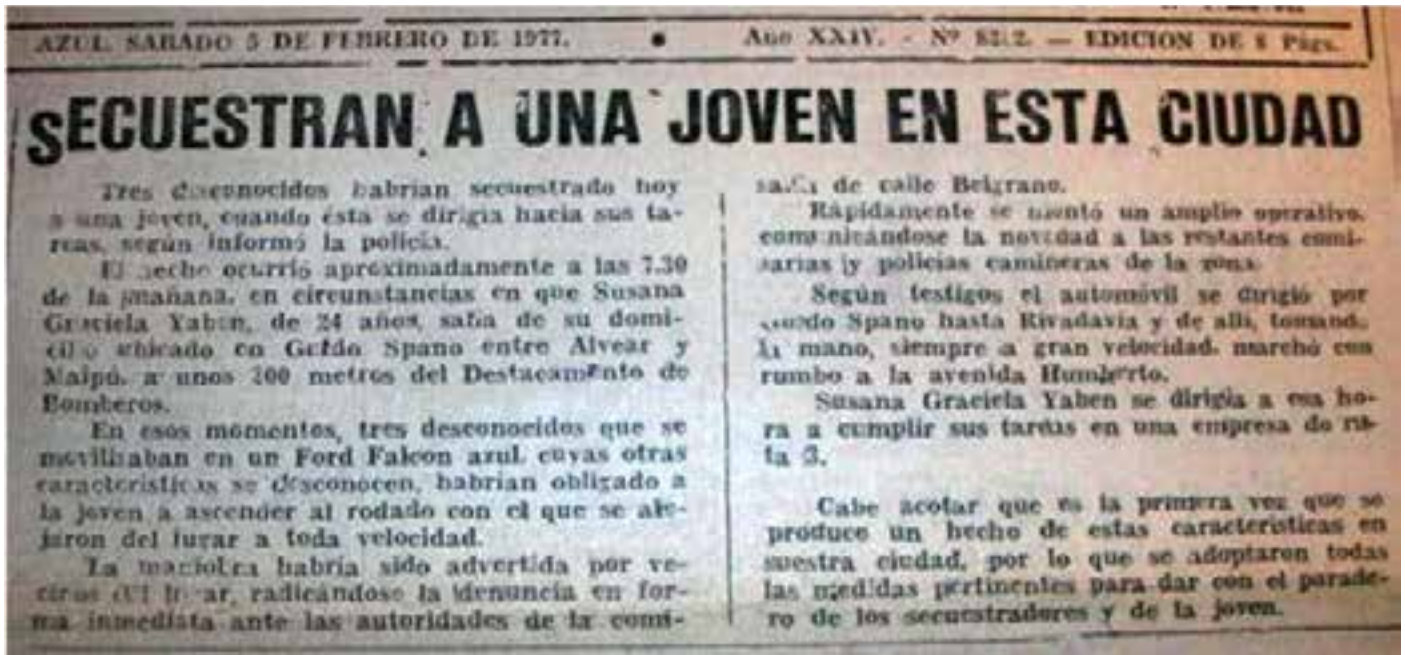 AZUL, SABADO 5 DE FEBRERO DE 1977. • Año XXIV. - Nº — EDICION DE 8 Págs.
SECUESTRAN A UNA JOVEN EN ESTA CIUDAD
Tres desconocidos habrían secuestrado hoy
a una joven, cuando ésta se dirigía hacia sus ta-
reas, según informó la policía.
El hecho ocurrió aproximadamente a las 7.30
de la mañana, en circunstancias en que Susana
Graciela Yaben, de 24 años, salía de su domi-
cilio ubicado en Guido Spano entre Alvear y
Maipú, a unos 200 metros del Destacamento de
Bomberos.
En esos momentos, tres desconocidos que se
movilizaban en un Ford Falcon azul, cuyas otras
características se desconocen, habrían obligado a
la joven a ascender al rodado con el que se ale-
jaron del lugar a toda velocidad.
La maniobra habría sido advertida por ve-
cinos del lugar, radicándose la denuncia en for-
ma inmediata ante las autoridades de la comi-
saría de calle Belgrano.
Rápidamente se montó un amplio operativo,
comunicándose la novedad a las restantes comi-
sarías y policías camineras de la zona.
Según testigos el automóvil se dirigió por
Guido Spano hasta Rivadavia y de allí, tomando
la mano, siempre a gran velocidad, marchó con
rumbo a la avenida Humberto.
Susana Graciela Yaben se dirigía a esa ho-
ra a cumplir sus tareas en una empresa de ru-
ta 3.
Cabe acotar que es la primera vez que se
produce un hecho de estas características en
nuestra ciudad, por lo que se adoptaron todas
las medidas pertinentes para dar con el parade-
ro de los secuestradores y de la joven.